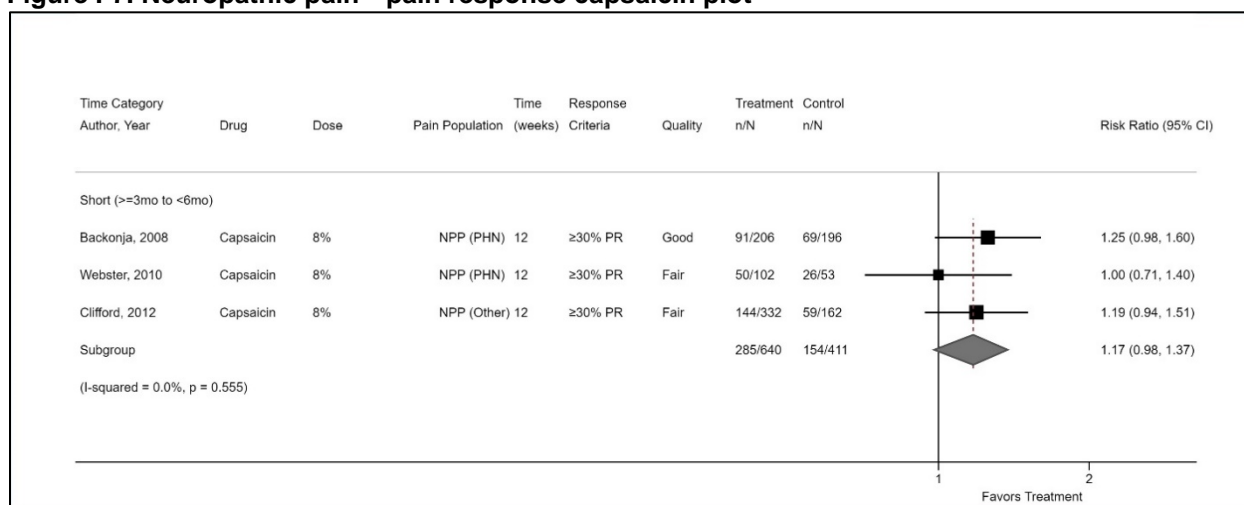 Figure Neuropathic pain—pain response capsaicin plot
Time Category Time Response Treatment Control
Author, Year Drug Dose Pain Population (weeks) Criteria Quality n/N n/N Risk Ratio (95% CI)
Short (>=3mo to <6mo)
Backonja, 2008 Capsaicin 8% NPP (PHN) 12 ≥30% PR Good 91/206 69/196 1.25 (0.98, 1.60)
Webster, 2010 Capsaicin 8% NPP (PHN) 12 ≥30% PR Fair 50/102 26/53 1.00 (0.71, 1.40)
Clifford, 2012 Capsaicin 8% NPP (Other) 12 ≥30% PR Fair 144/332 59/162 1.19 (0.94, 1.51)
Subgroup 285/640 154/411 1.17 (0.98, 1.37)
(I-squared = 0.0%, p = 0.555)
1 2
Favors Treatment